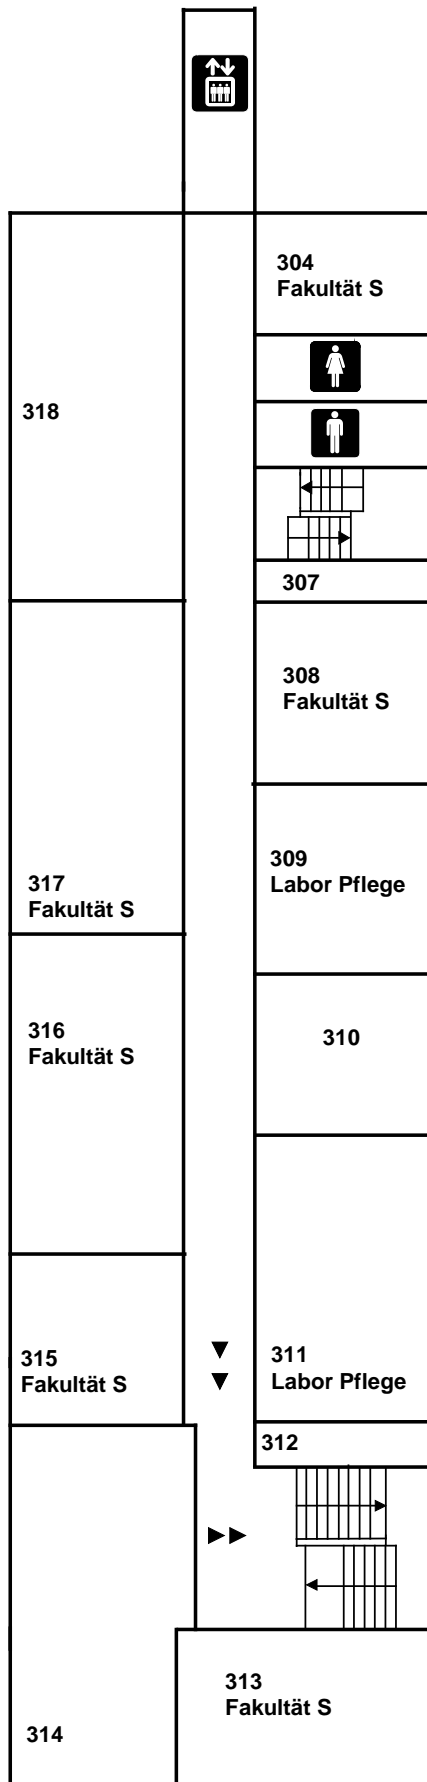 304
Fakultät S
318
307
308
Fakultät S
309
Labor Pflege
317
Fakultät S
316
Fakultät S
310
315
Fakultät S
311
Labor Pflege
312
313
Fakultät S
314